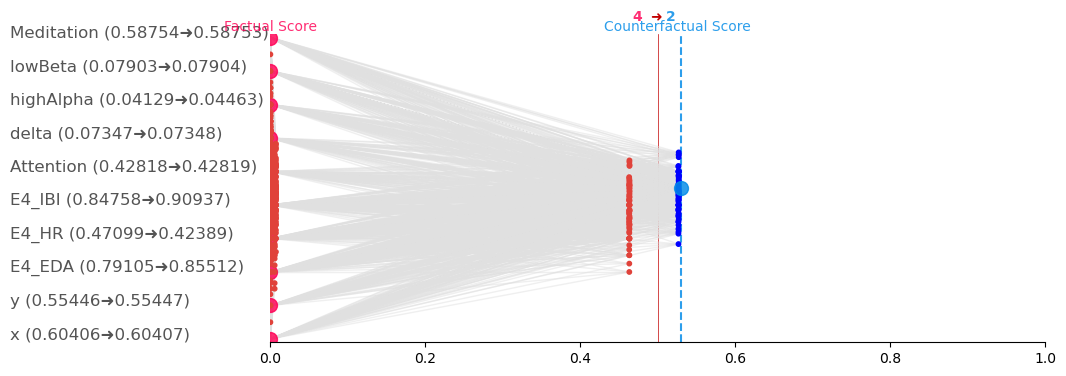 4 ➜ 2
Factual Score
Counterfactual Score
Meditation (0.58754➜0.58753)
lowBeta (0.07903➜0.07904)
highAlpha (0.04129➜0.04463)
delta (0.07347➜0.07348)
Attention (0.42818➜0.42819)
E4_IBI (0.84758➜0.90937)
E4_HR (0.47099➜0.42389)
E4_EDA (0.79105➜0.85512)
y (0.55446➜0.55447)
x (0.60406➜0.60407)
0.0 0.2 0.4 0.6 0.8 1.0